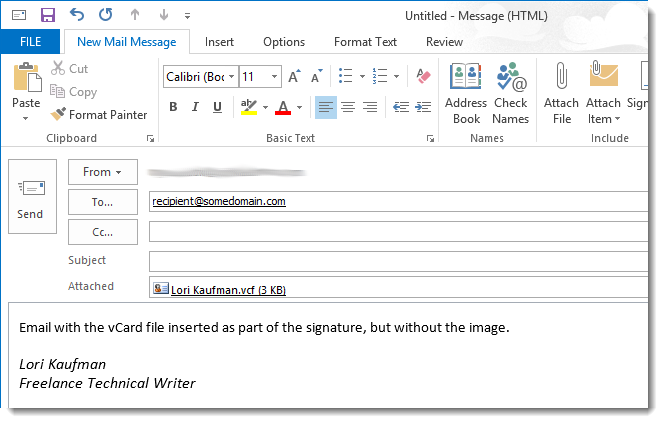 Untitled - Message (HTML)
FILE New Mail Message Insert Options Format Text Review
Paste
Cut
Copy
Format Painter
Clipboard
Calibri (Boc 11
B I U
Basic Text
Address Book
Check Names
Names
Attach File
Attach Item
Include
Send
From
To...
recipient@somedomain.com
Cc...
Subject
Attached
Lori Kaufman.vcf (3 KB)
Email with the vCard file inserted as part of the signature, but without the image.
Lori Kaufman
Freelance Technical Writer